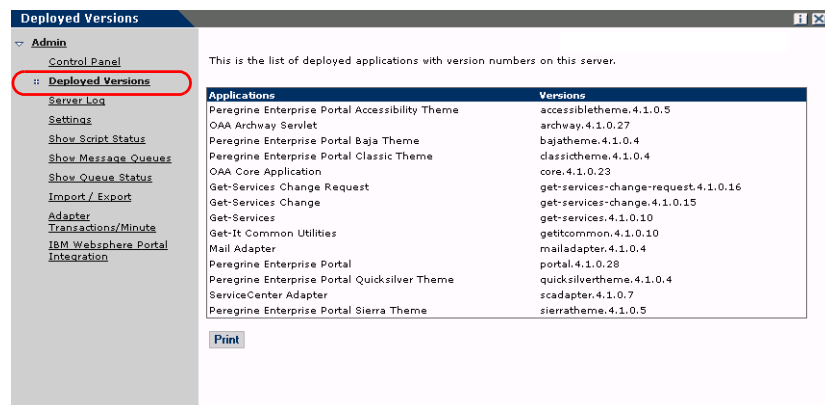 Deployed Versions
Admin
Control Panel
:: Deployed Versions
Server Log
Settings
Show Script Status
Show Message Queues
Show Queue Status
Import / Export
Adapter
Transactions/Minute
IBM Websphere Portal
Integration
This is the list of deployed applications with version numbers on this server.
Applications Versions
Peregrine Enterprise Portal Accessibility Theme accessibletheme.4.1.0.5
OAA Archway Servlet archway.4.1.0.27
Peregrine Enterprise Portal Baja Theme bajatheme.4.1.0.4
Peregrine Enterprise Portal Classic Theme classictheme.4.1.0.4
OAA Core Application core.4.1.0.23
Get-Services Change Request get-services-change-request.4.1.0.16
Get-Services Change get-services-change.4.1.0.15
Get-Services get-services.4.1.0.10
Get-It Common Utilities getitcommon.4.1.0.10
Mail Adapter mailadapter.4.1.0.4
Peregrine Enterprise Portal portal.4.1.0.28
Peregrine Enterprise Portal Quicksilver Theme quicksilvertheme.4.1.0.4
ServiceCenter Adapter scadapter.4.1.0.7
Peregrine Enterprise Portal Sierra Theme sierratheme.4.1.0.5
Print